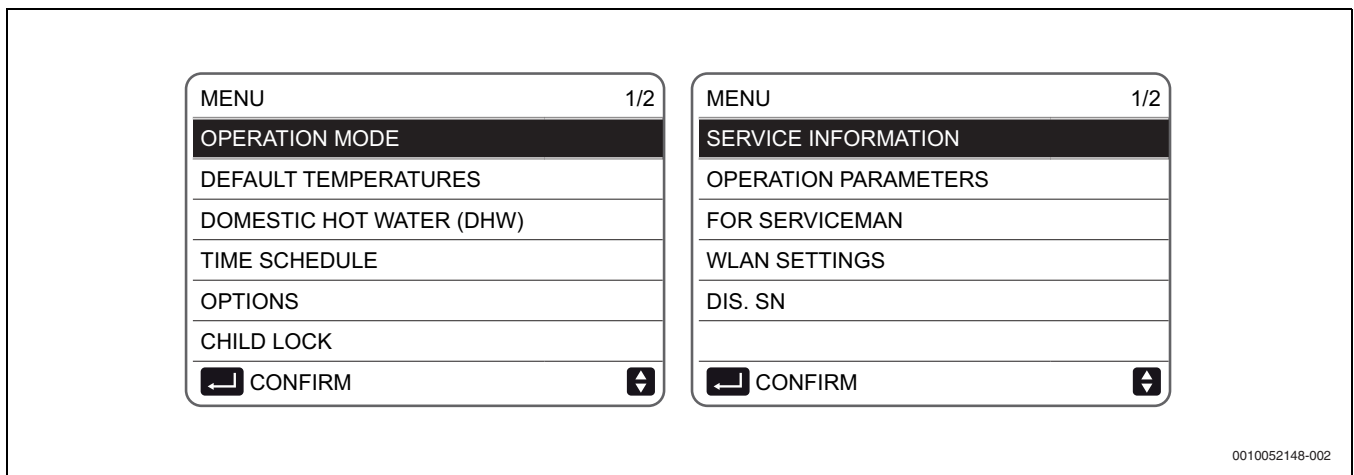 MENU 1/2
OPERATION MODE
DEFAULT TEMPERATURES
DOMESTIC HOT WATER (DHW)
TIME SCHEDULE
OPTIONS
CHILD LOCK
CONFIRM
MENU 1/2
SERVICE INFORMATION
OPERATION PARAMETERS
FOR SERVICEMAN
WLAN SETTINGS
DIS. SN
CONFIRM
0010052148-002